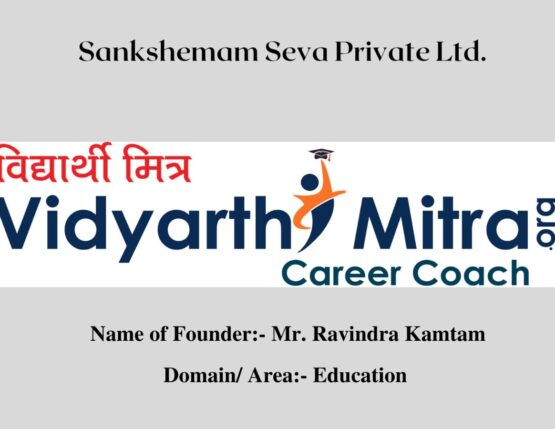 Sankshemam Seva Private Ltd.
विद्यार्थी मित्र
Vidyarthi Mitra.org
Career Coach
Name of Founder:- Mr. Ravindra Kamtam
Domain/ Area:- Education